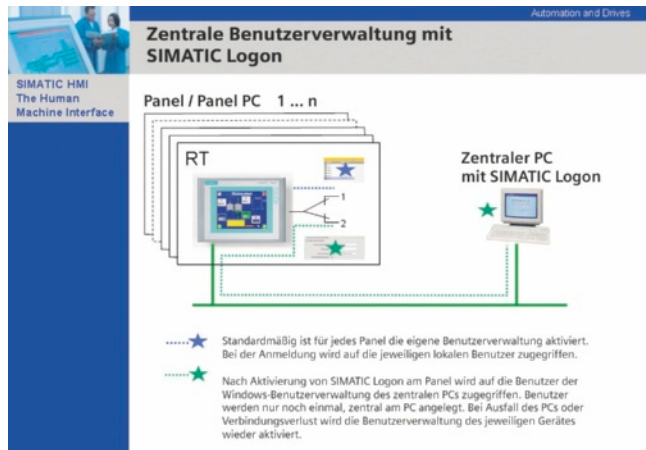 Automation and Drives
Zentrale Benutzerverwaltung mit
SIMATIC Logon
SIMATIC HMI
The Human
Machine Interface
Panel / Panel PC 1 ... n
RT
1
2
Zentraler PC
mit SIMATIC Logon
Standardmäßig ist für jedes Panel die eigene Benutzerverwaltung aktiviert.
Bei der Anmeldung wird auf die jeweiligen lokalen Benutzer zugegriffen.
Nach Aktivierung von SIMATIC Logon am Panel wird auf die Benutzer der
Windows-Benutzerverwaltung des zentralen PCs zugegriffen. Benutzer
werden nur noch einmal, zentral am PC angelegt. Bei Ausfall des PCs oder
Verbindungsverlust wird die Benutzerverwaltung des jeweiligen Gerätes
wieder aktiviert.